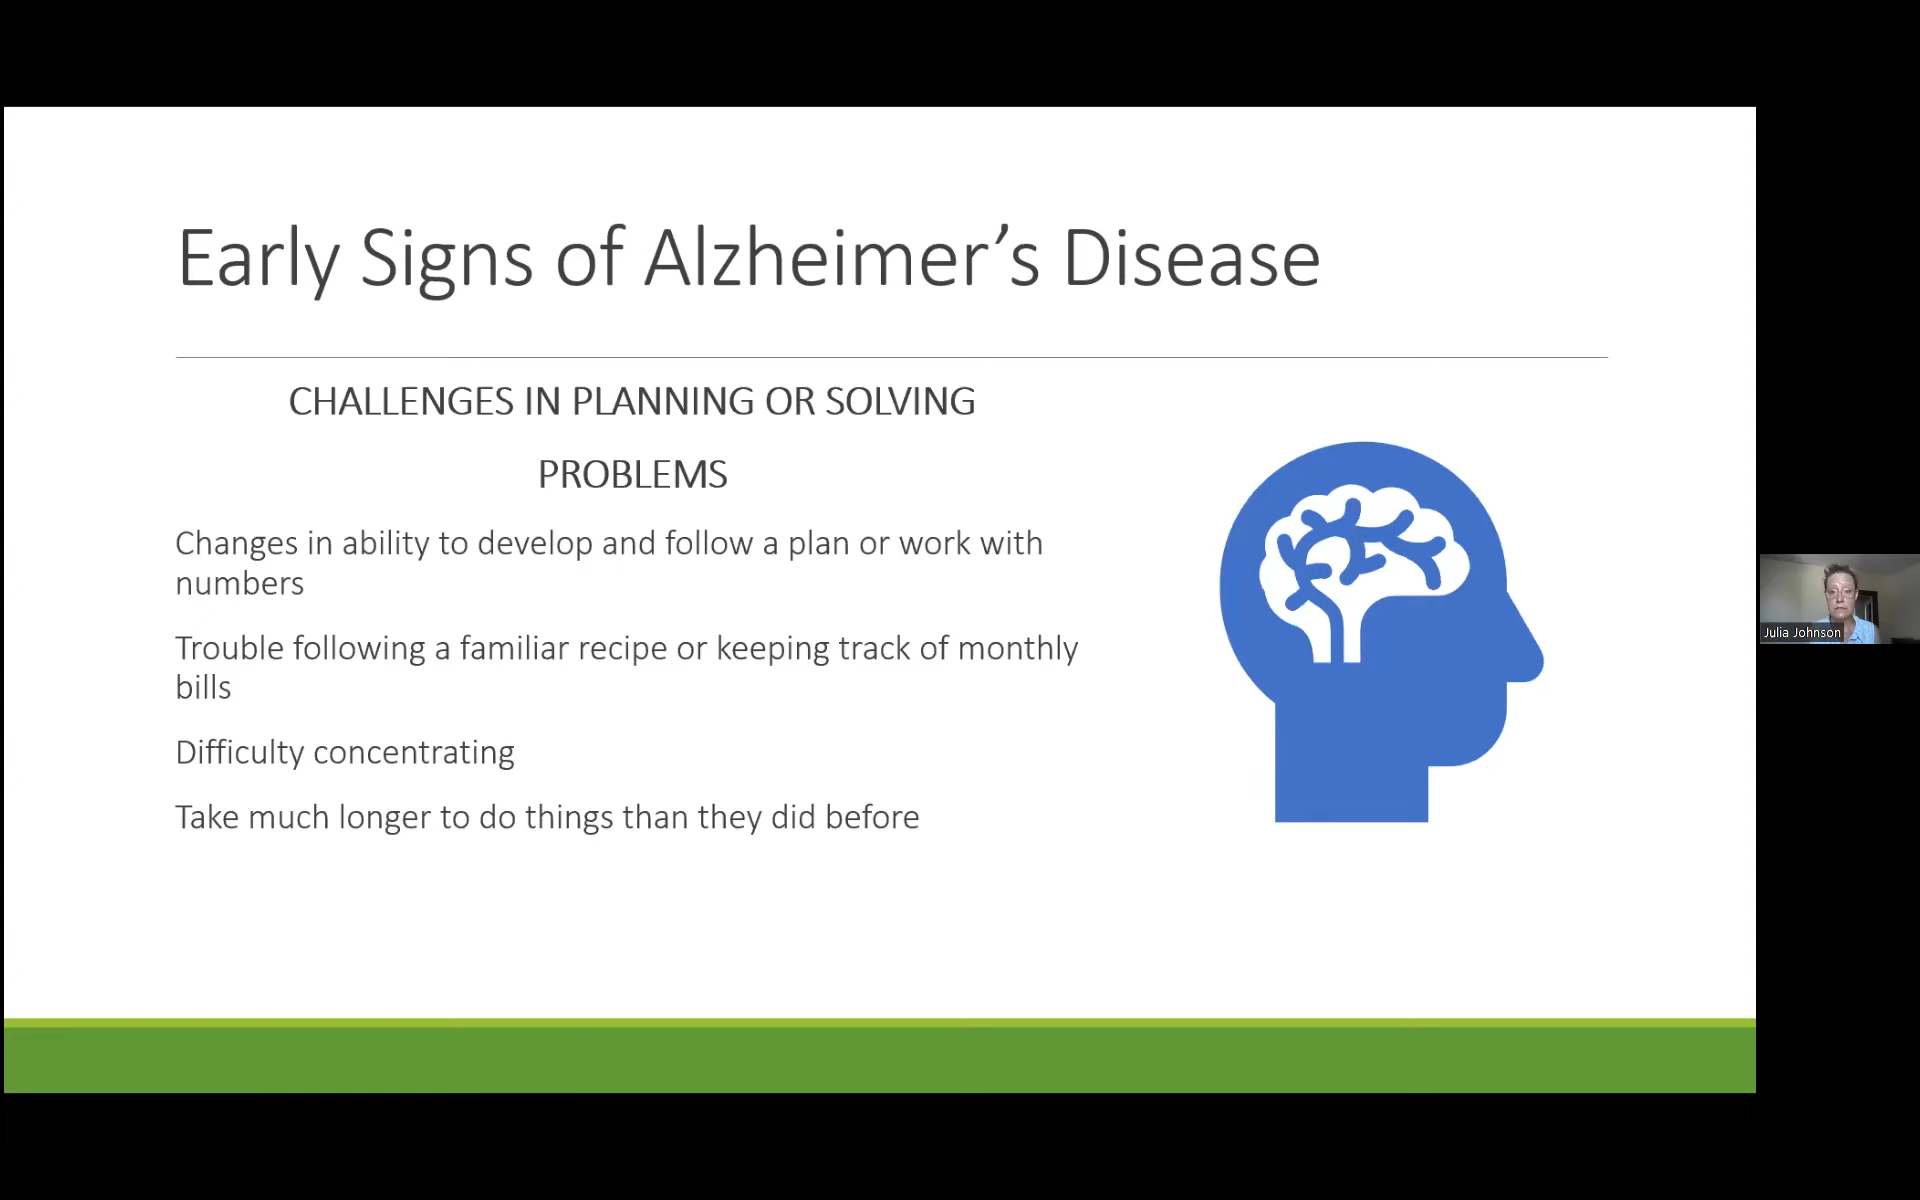 Early Signs of Alzheimer’s Disease
CHALLENGES IN PLANNING OR SOLVING
PROBLEMS
Changes in ability to develop and follow a plan or work with
numbers
Trouble following a familiar recipe or keeping track of monthly
bills
Difficulty concentrating
Take much longer to do things than they did before
Julia Johnson